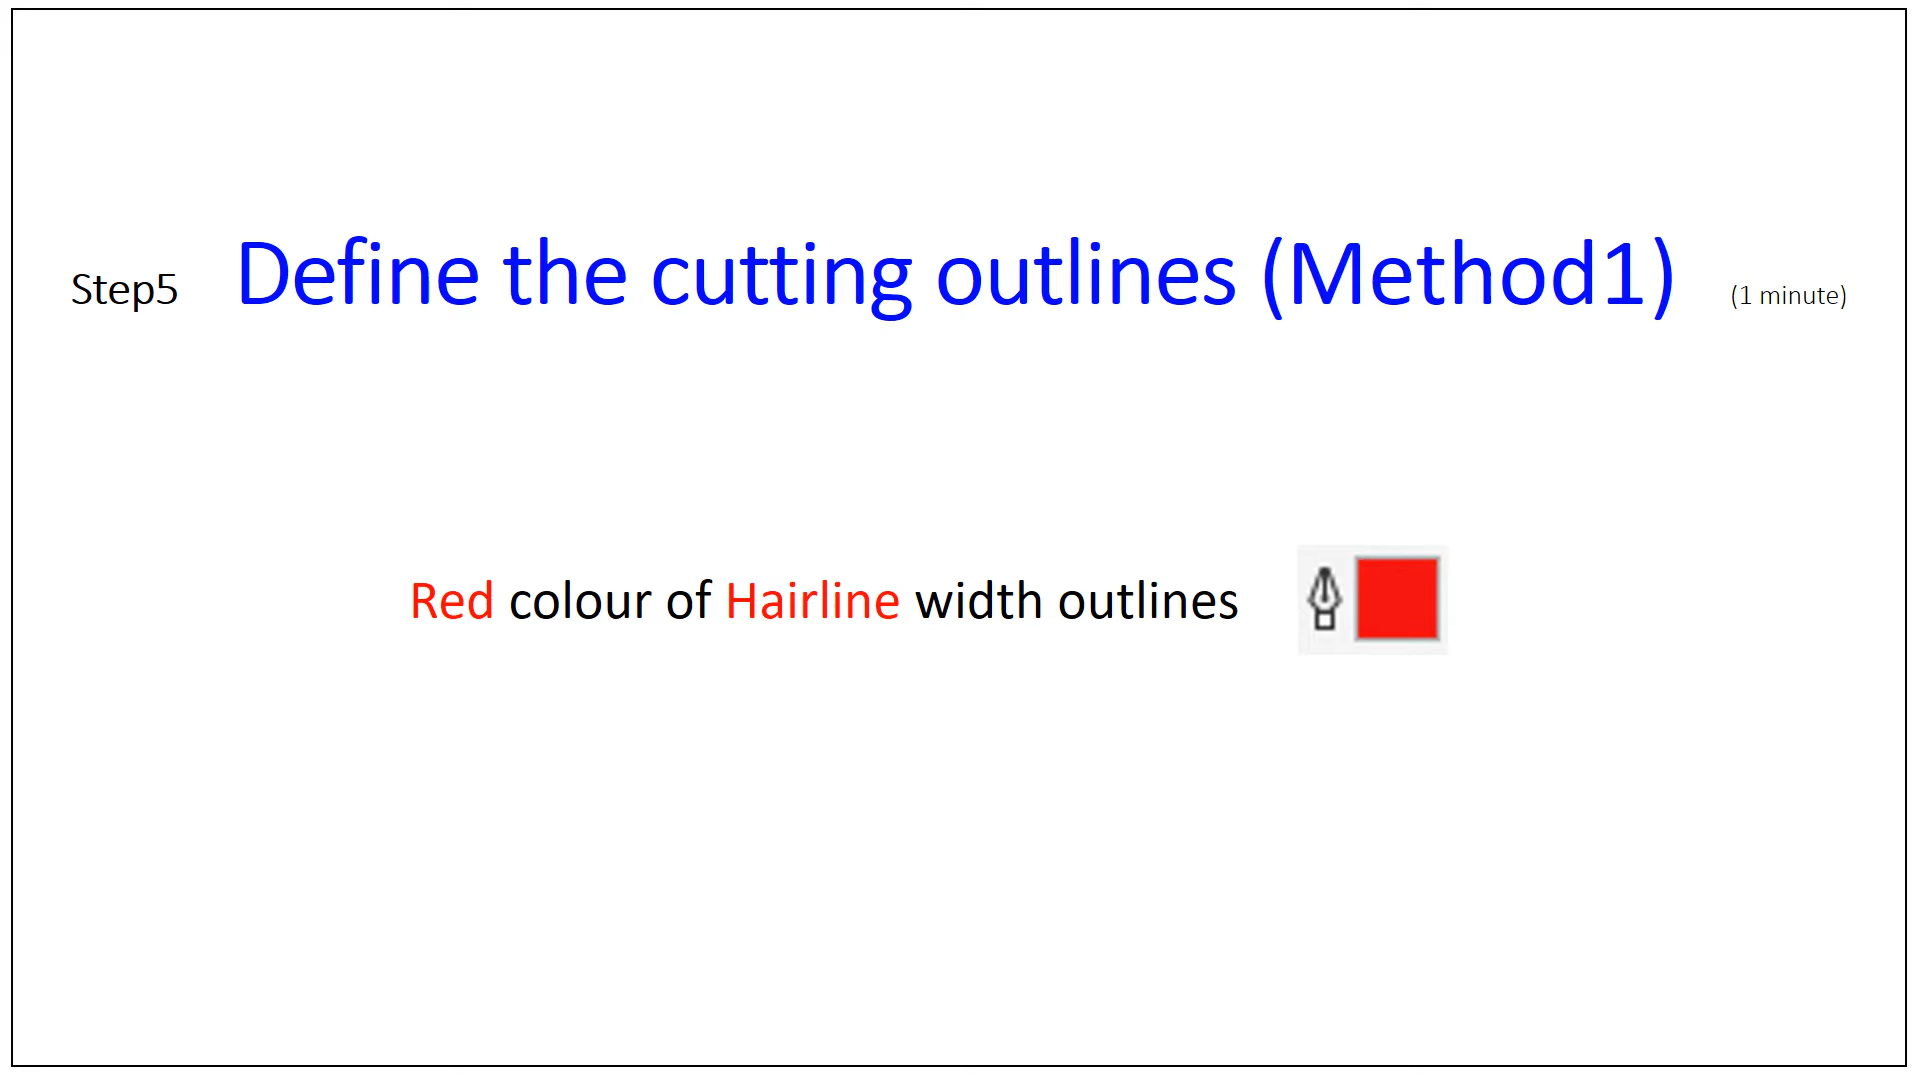 Step5 Define the cutting outlines (Method1) (1 minute)
Red colour of Hairline width outlines